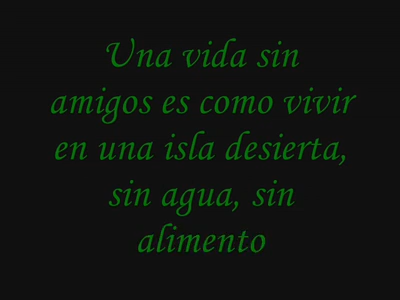 Una vida sin
amigos es como vivir
en una isla desierta,
sin agua, sin
alimento